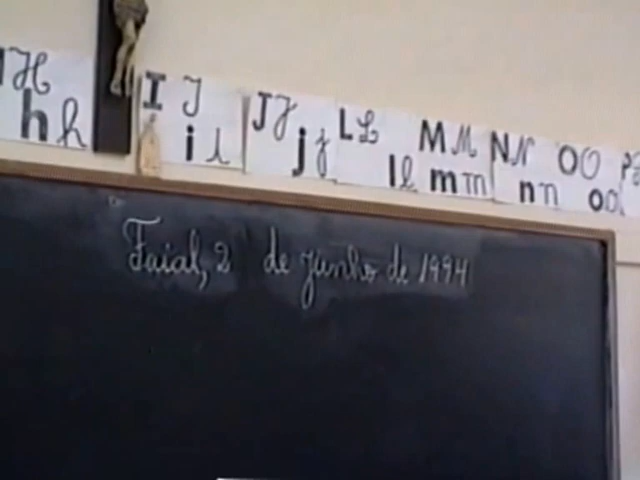 H H h h
I I i i
J J j j
L L l l
M M m m
N N n n
O O o o
P
Faial, 2 de junho de 1994